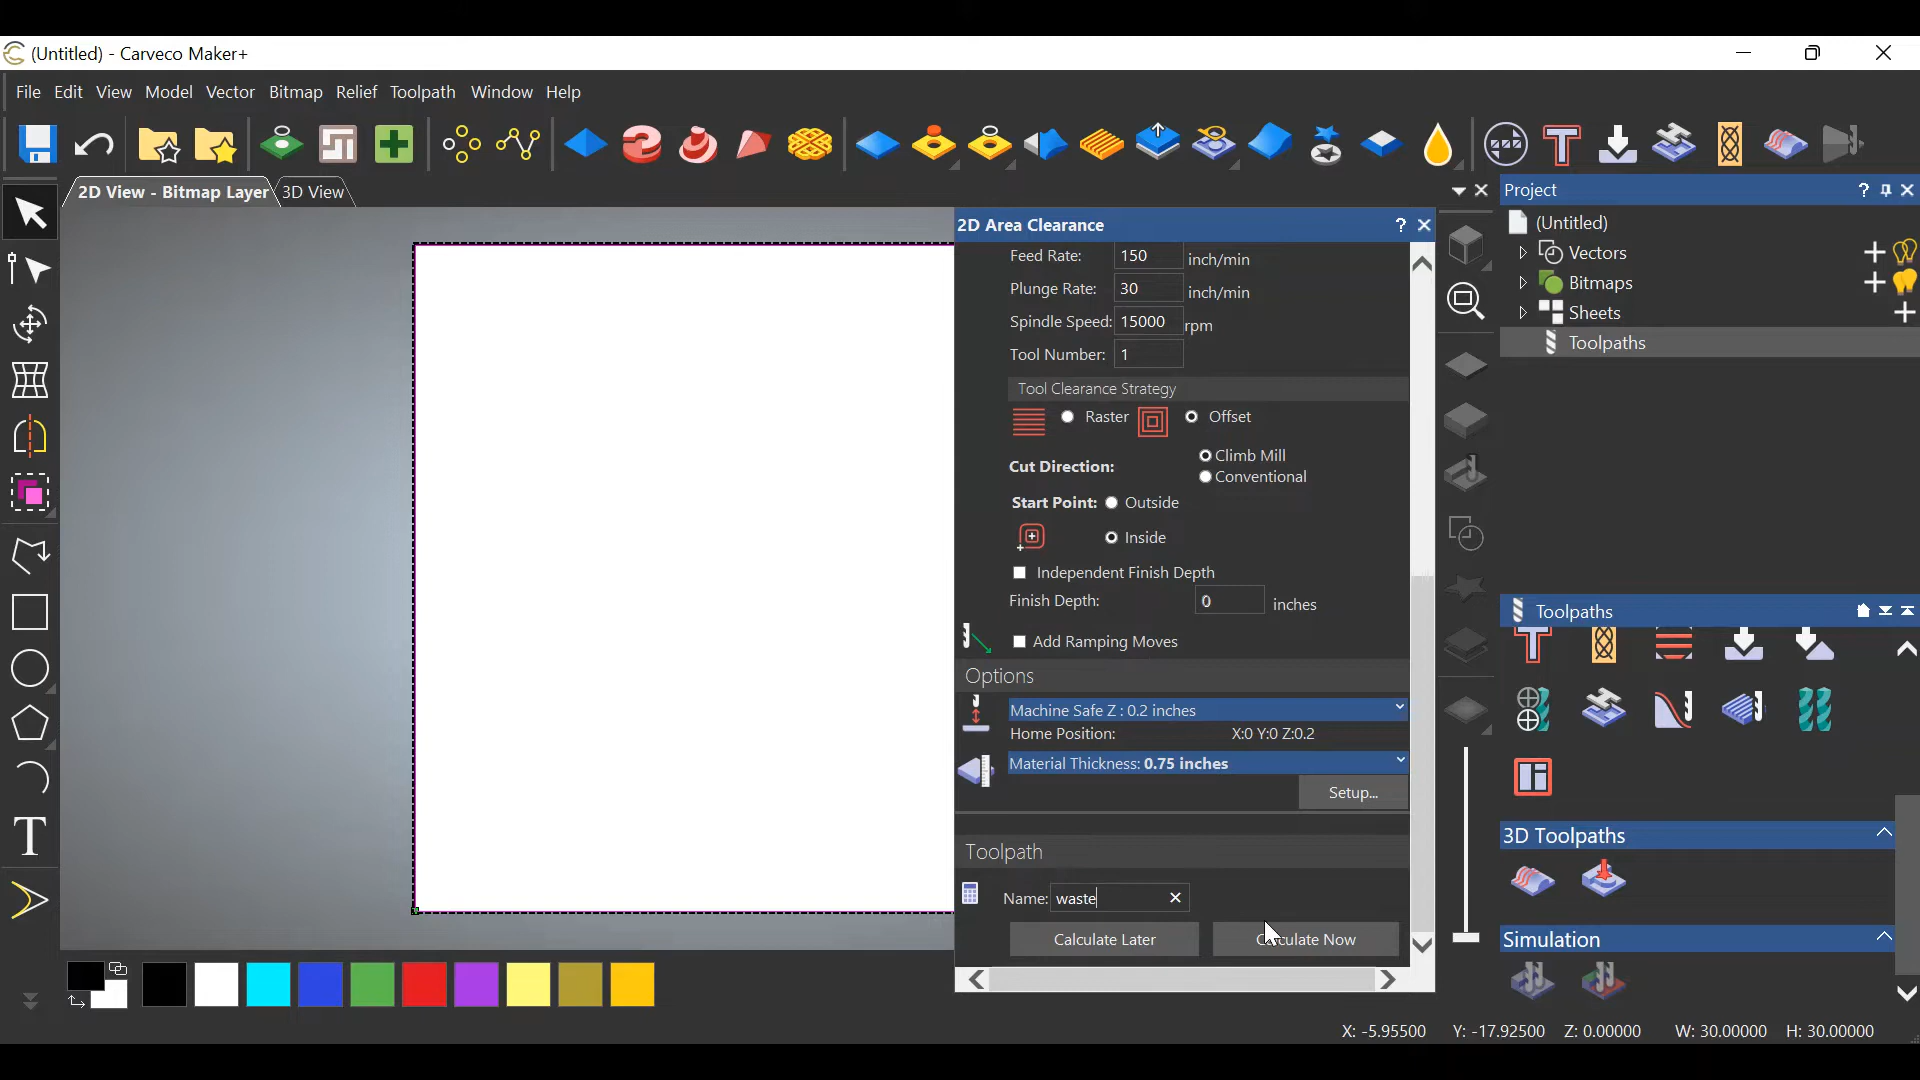 (Untitled) - Carveco Maker+
File Edit View Model Vector Bitmap Relief Toolpath Window Help
2D View - Bitmap Layer 3D View
Project
(Untitled)
Vectors
Bitmaps
Sheets
Toolpaths
2D Area Clearance
Feed Rate: 150 inch/min
Plunge Rate: 30 inch/min
Spindle Speed: 15000 rpm
Tool Number: 1
Tool Clearance Strategy
Raster Offset
Cut Direction: Climb Mill
Conventional
Start Point: Outside
Inside
Independent Finish Depth
Finish Depth: 0 inches
Add Ramping Moves
Options
Machine Safe Z : 0.2 inches
Home Position: X:0 Y:0 Z:0.2
Material Thickness: 0.75 inches
Setup...
Toolpath
Name: waste
Calculate Later Calculate Now
Toolpaths
3D Toolpaths
Simulation
X: -5.95500 Y: -17.92500 Z: 0.00000 W: 30.00000 H: 30.00000